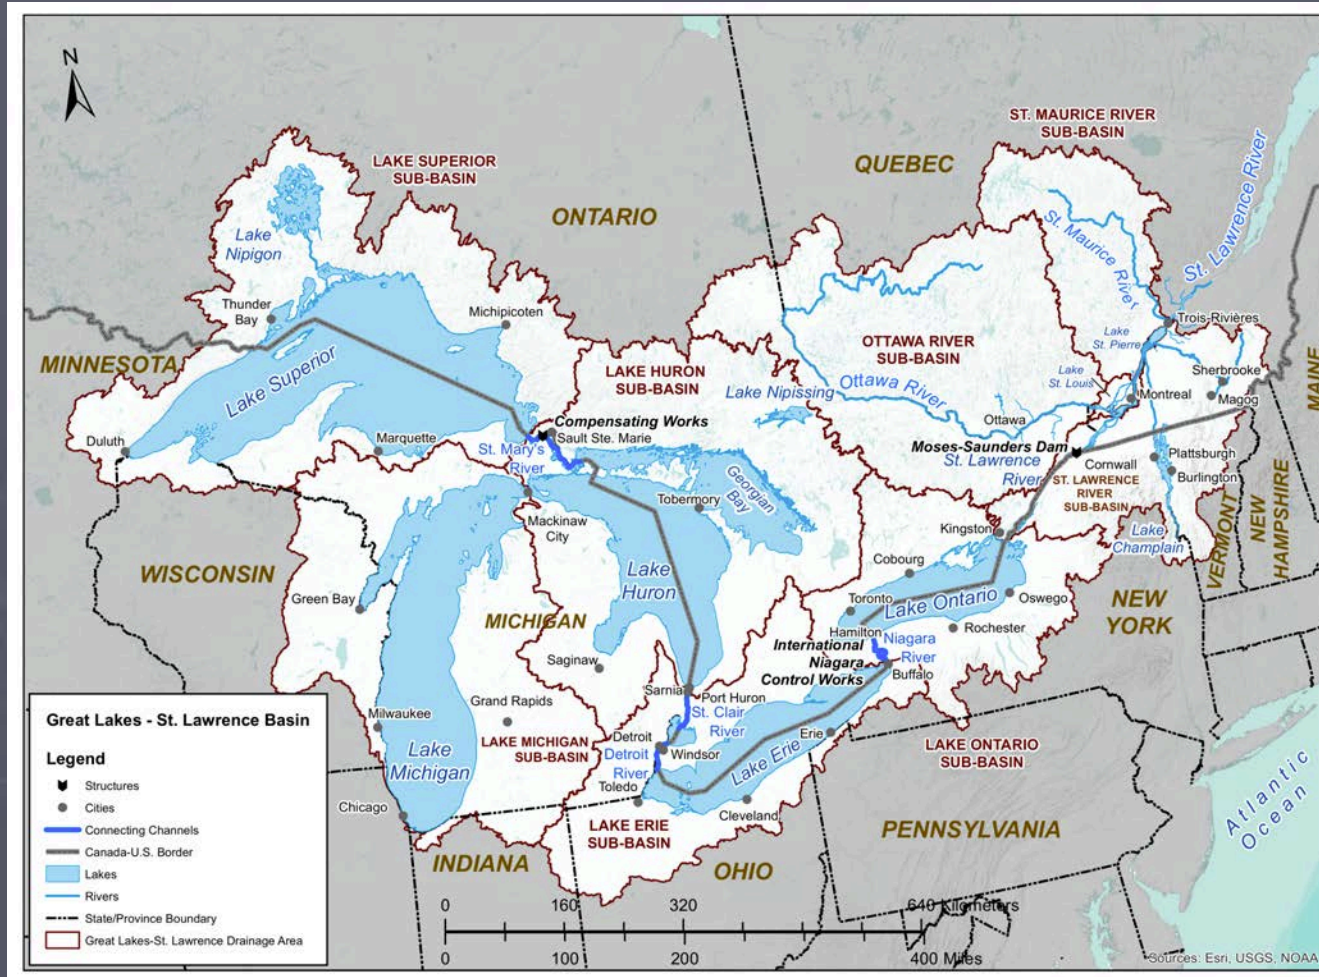 N
ST. MAURICE RIVER
SUB-BASIN
LAKE SUPERIOR
SUB-BASIN
QUEBEC
ONTARIO
St. Lawrence River
St. Maurice River
Lake
Nipigon
Thunder
Bay
Michipicoten
Trois-Rivières
MINNESOTA
Lake Superior
LAKE HURON
SUB-BASIN
OTTAWA RIVER
SUB-BASIN
Lake
St. Pierre
Lake
St. Louis
Sherbrooke
MAINE
Lake Nipissing
Ottawa River
Montreal
Magog
Ottawa
Compensating Works
Sault Ste. Marie
Duluth
Marquette
St. Mary's
River
Moses-Saunders Dam
St. Lawrence
River
Cornwall
Plattsburgh
Burlington
ST. LAWRENCE
RIVER
SUB-BASIN
Georgian
Bay
Tobermory
Mackinaw
City
Kingston
Lake
Champlain
VERMONT
NEW
HAMPSHIRE
WISCONSIN
Cobourg
Lake
Huron
Green Bay
Toronto
Lake Ontario
Oswego
NEW
YORK
MICHIGAN
Hamilton
Rochester
International
Niagara
Control Works
Niagara
River
Buffalo
Saginaw
Sarnia
Port Huron
Grand Rapids
St. Clair
River
Milwaukee
Lake
Michigan
LAKE MICHIGAN
SUB-BASIN
Detroit
Windsor
Detroit
River
Erie
Lake Erie
LAKE ONTARIO
SUB-BASIN
Toledo
Chicago
Cleveland
LAKE ERIE
SUB-BASIN
PENNSYLVANIA
Atlantic
Ocean
INDIANA
OHIO
Great Lakes - St. Lawrence Basin
Legend
Structures
Cities
Connecting Channels
Canada-U.S. Border
Lakes
Rivers
State/Province Boundary
Great Lakes-St. Lawrence Drainage Area
0 160 320 640 Kilometers
0 100 200 400 Miles
Sources: Esri, USGS, NOAA